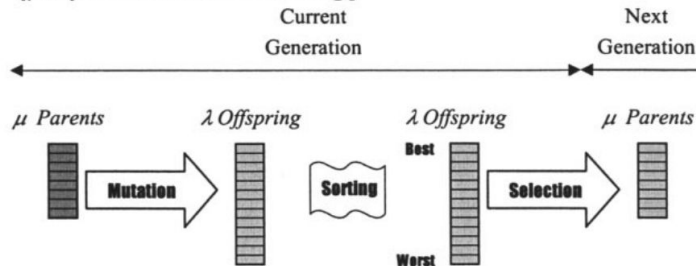 Current
Generation
Next
Generation
μ Parents
λ Offspring
λ Offspring
μ Parents
Best
Mutation
Sorting
Selection
Worst